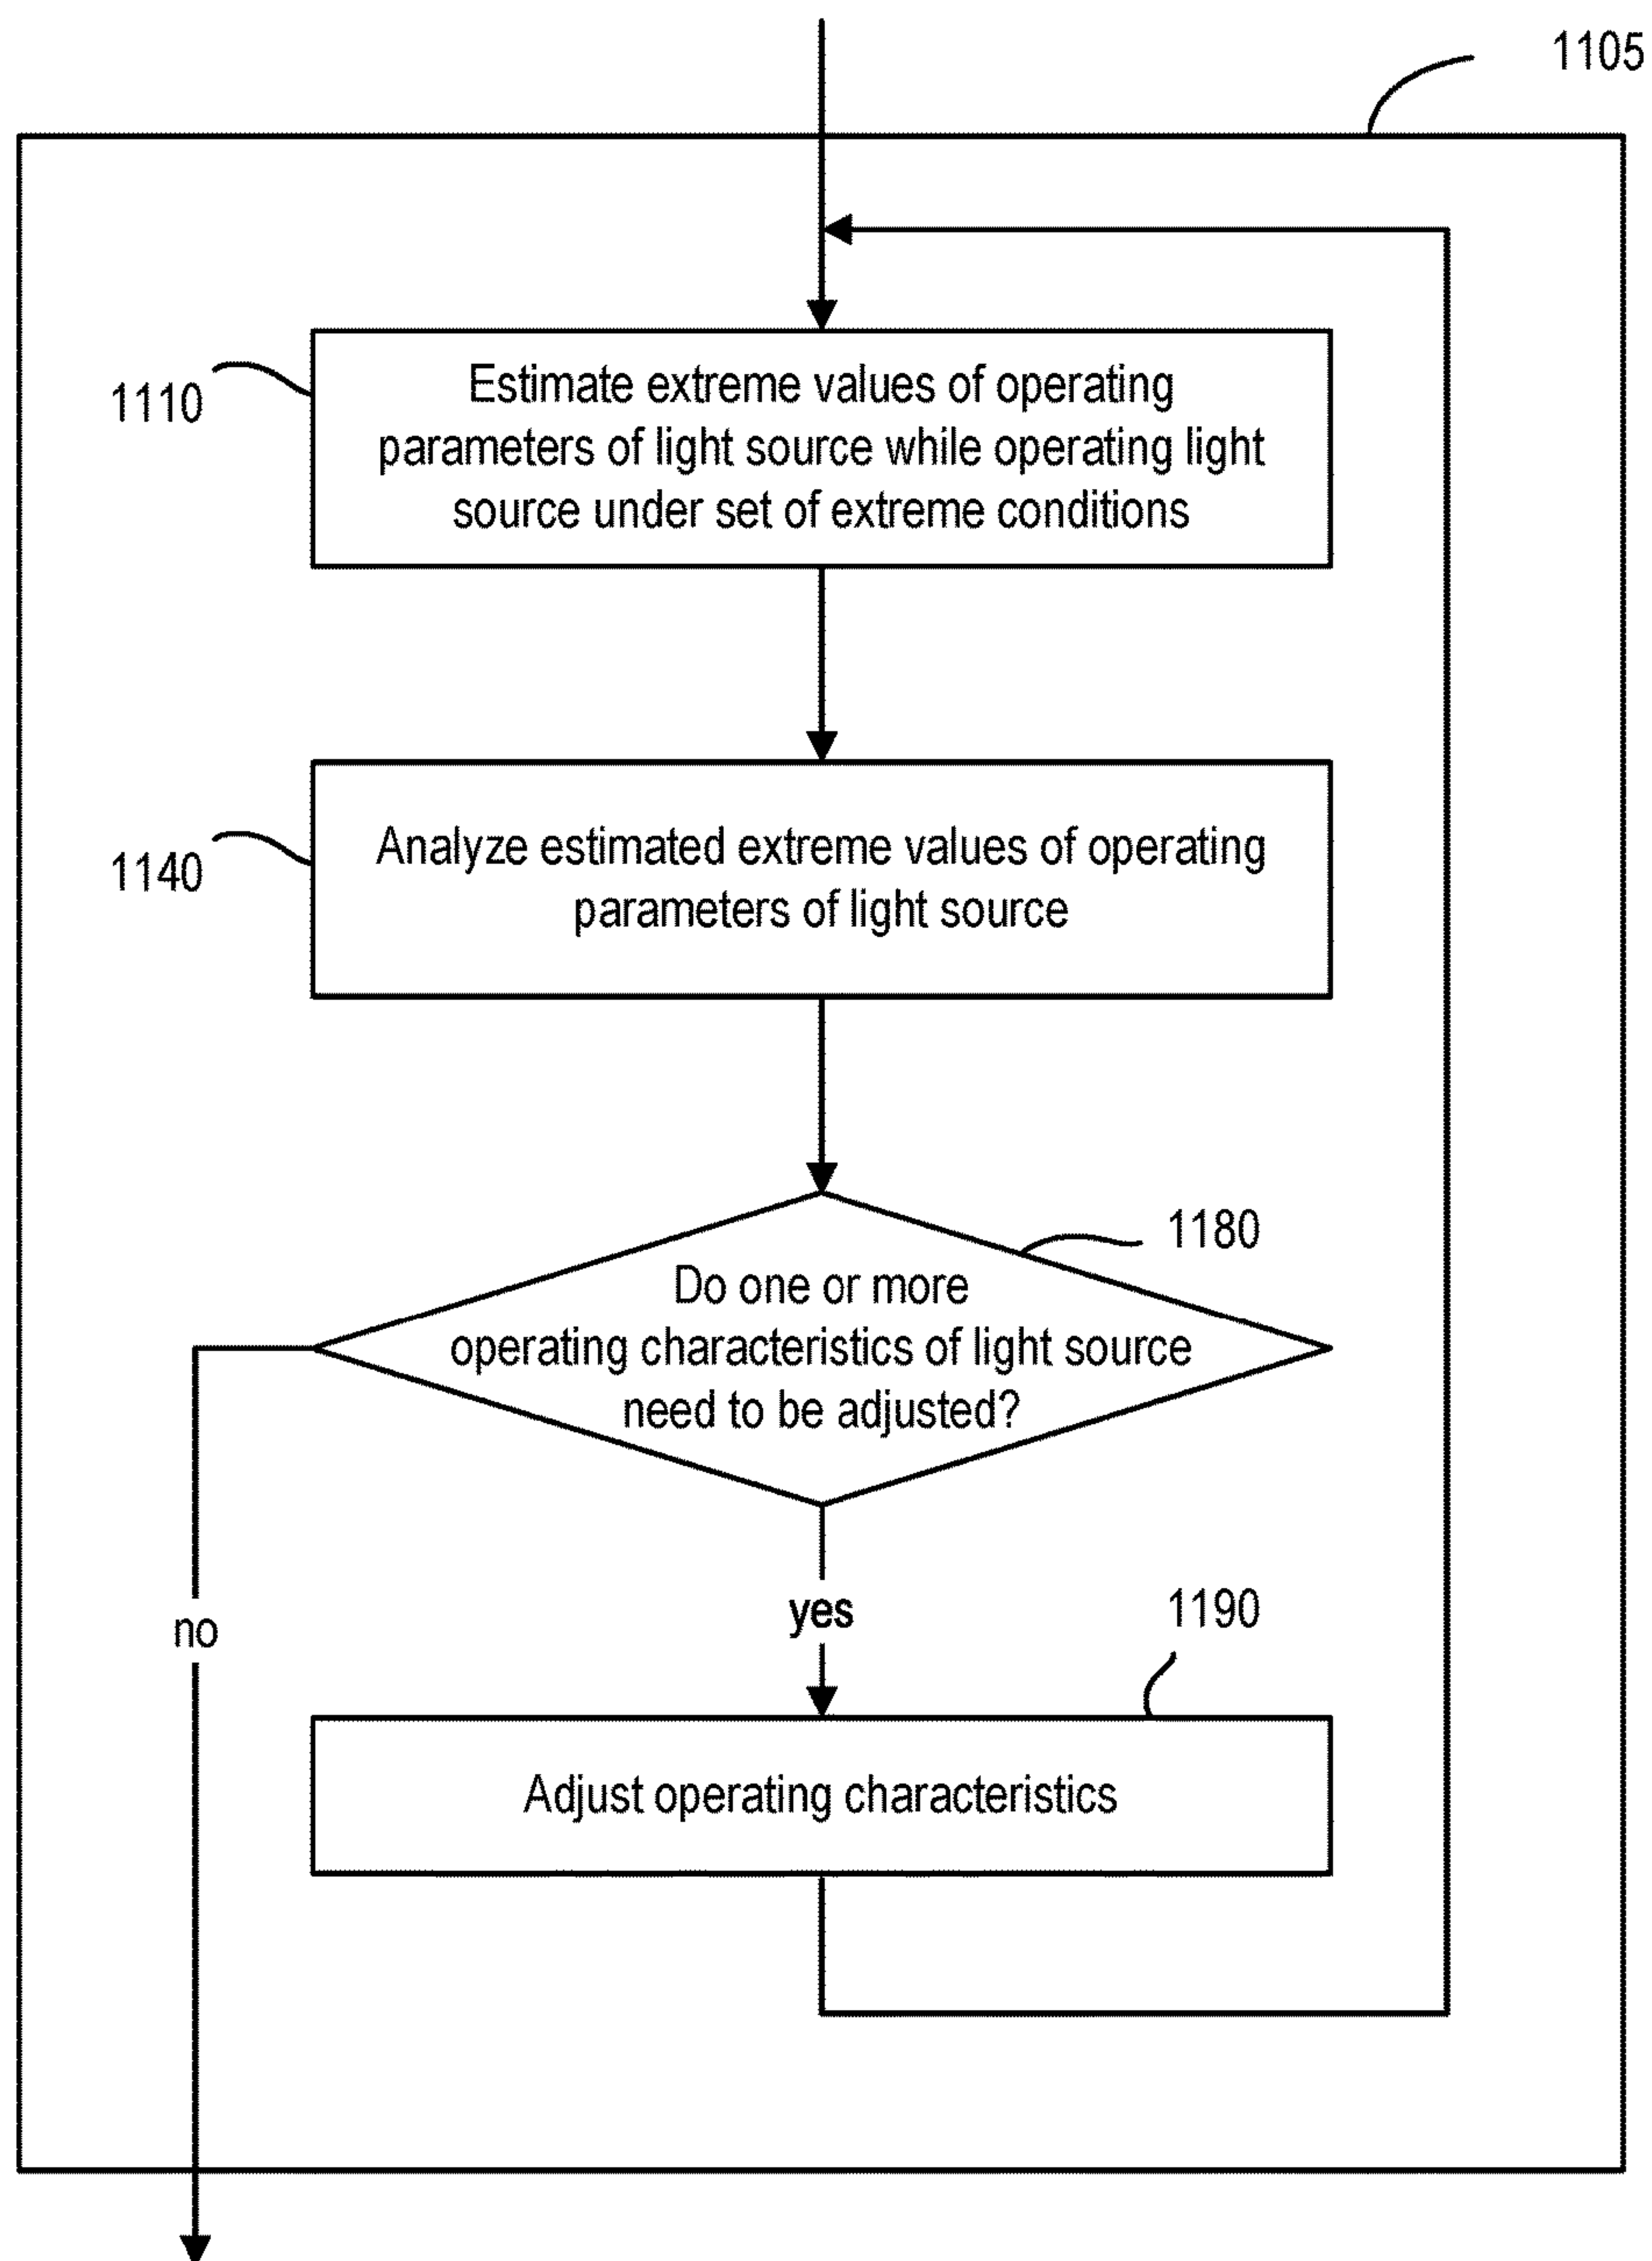 1105
1110
Estimate extreme values of operating
parameters of light source while operating light
source under set of extreme conditions
1140
Analyze estimated extreme values of operating
parameters of light source
1180
Do one or more
operating characteristics of light source
need to be adjusted?
no
yes
1190
Adjust operating characteristics